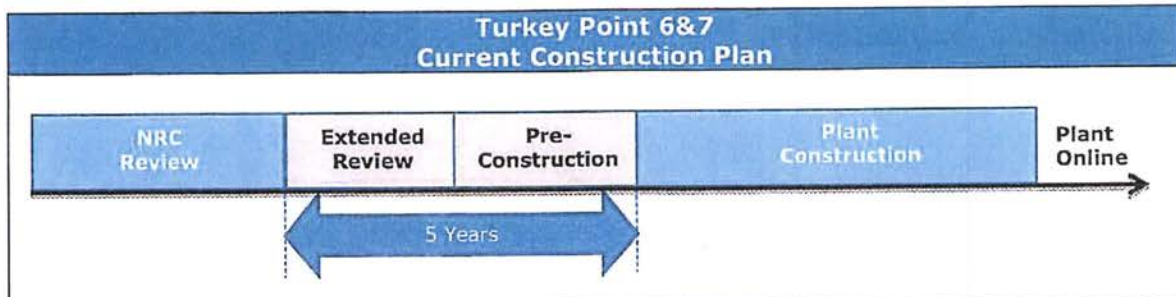 Turkey Point 6&7
Current Construction Plan
NRC
Review
Extended
Review
Pre-
Construction
Plant
Construction
Plant
Online
5 Years